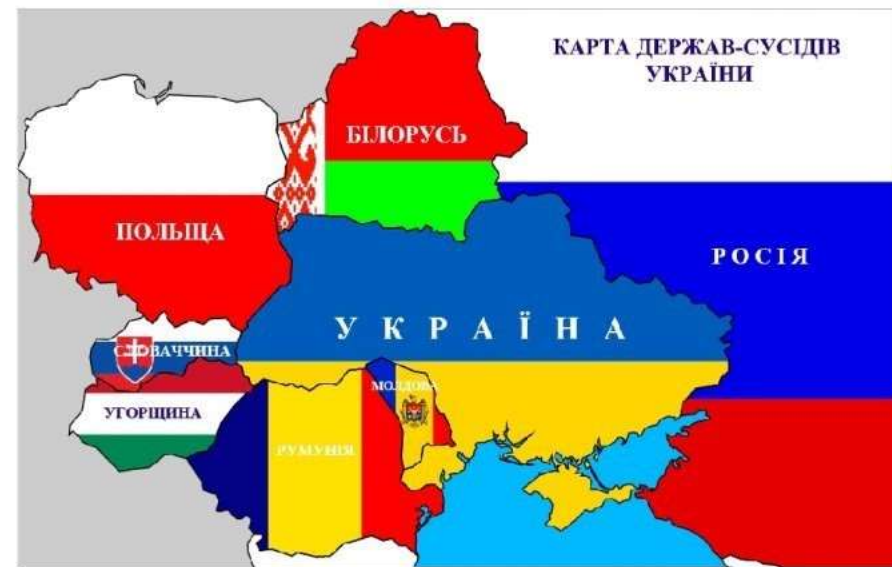 КАРТА ДЕРЖАВ-СУСІДІВ
УКРАЇНИ
БІЛОРУСЬ
ПОЛЬЩА
РОСІЯ
УКРАЇНА
СЛОВАЧЧИНА
МОЛДОВА
УГОРЩИНА
РУМУНІЯ